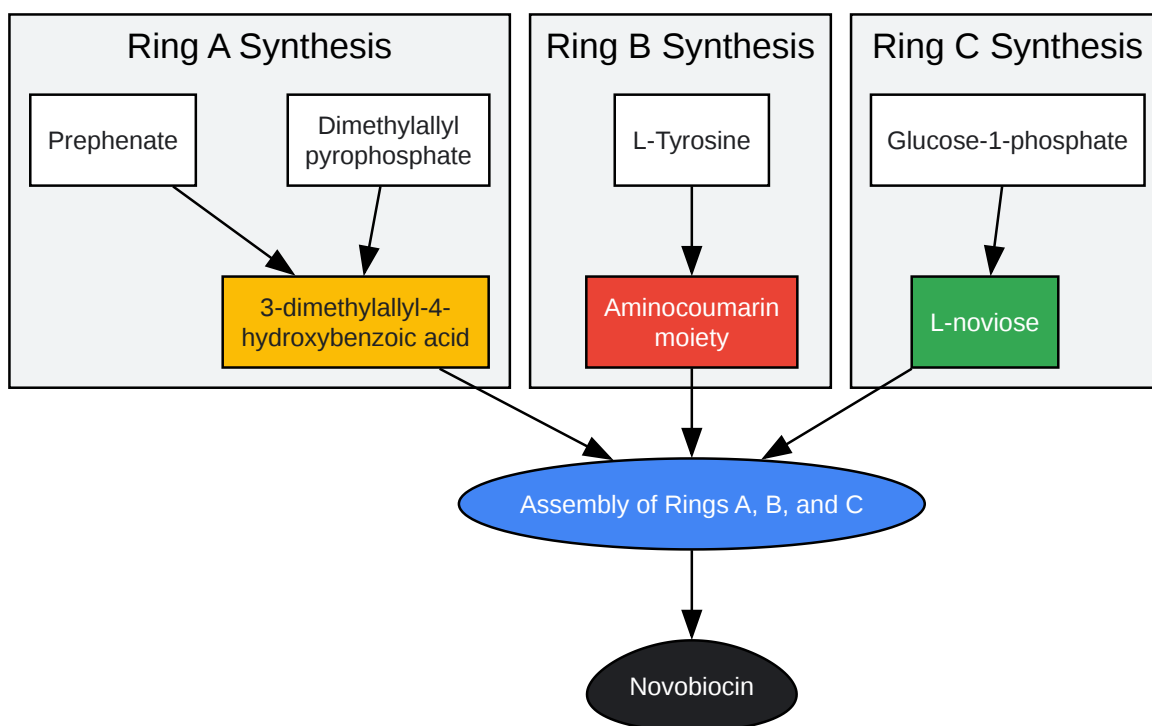 Ring A Synthesis
Ring B Synthesis
Ring C Synthesis
Prephenate
Dimethylallyl
pyrophosphate
L-Tyrosine
Glucose-1-phosphate
3-dimethylallyl-4-
hydroxybenzoic acid
Aminocoumarin
moiety
L-noviose
Assembly of Rings A, B, and C
Novobiocin